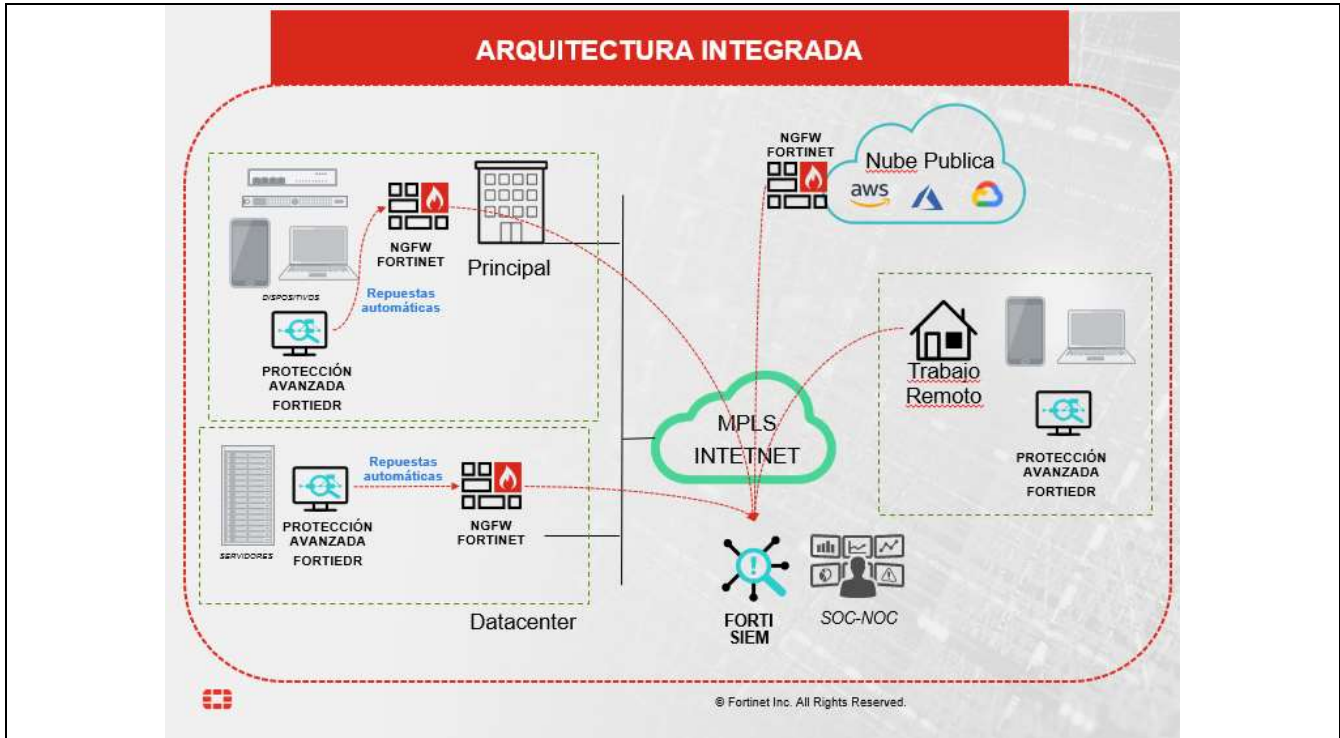 ARQUITECTURA INTEGRADA
NGFW
FORTINET
Nube Publica
aws
NGFW
FORTINET
Principal
DISPOSITIVOS
Repuestas
automáticas
PROTECCIÓN
AVANZADA
FORTIEDR
Trabajo
Remoto
PROTECCIÓN
AVANZADA
FORTIEDR
MPLS
INTETNET
Repuestas
automáticas
SERVIDORES
PROTECCIÓN
AVANZADA
FORTIEDR
NGFW
FORTINET
Datacenter
FORTI
SIEM
SOC-NOC
© Fortinet Inc. All Rights Reserved.